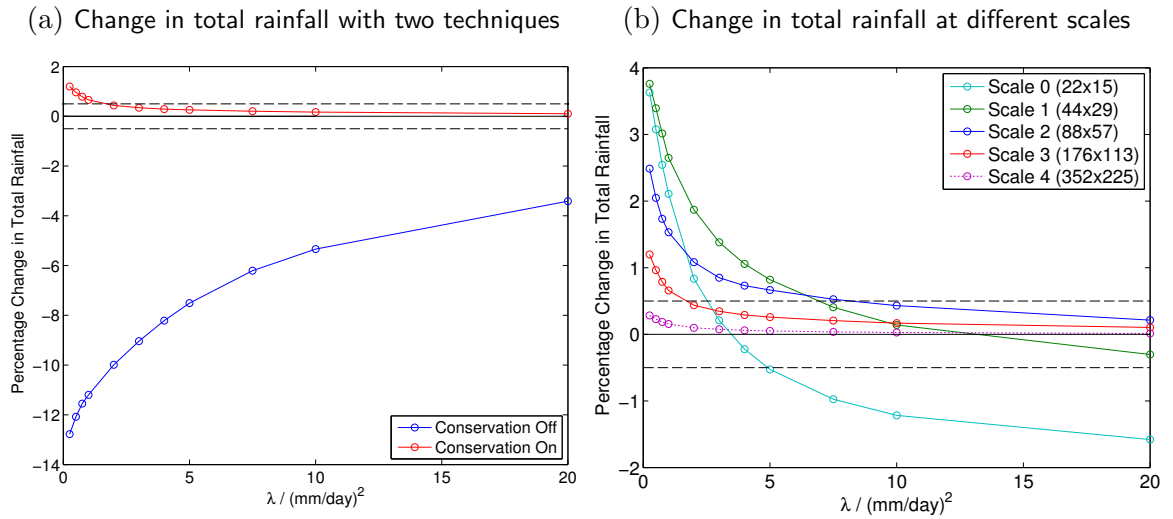 (a) Change in total rainfall with two techniques
2
0
−2
−4
−6
−8
−10
−12
−14
Percentage Change in Total Rainfall
0
5
10
15
20
λ / (mm/day)²
Conservation Off
Conservation On
(b) Change in total rainfall at different scales
4
3
2
1
0
−1
−2
Percentage Change in Total Rainfall
0
5
10
15
20
λ / (mm/day)²
Scale 0 (22x15)
Scale 1 (44x29)
Scale 2 (88x57)
Scale 3 (176x113)
Scale 4 (352x225)